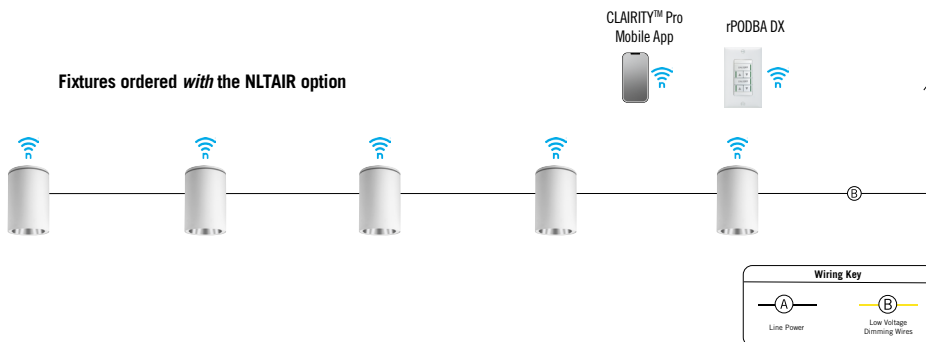 CLAIRITY™ Pro
Mobile App
rPODBA DX
Fixtures ordered with the NLTAIR option
B
Wiring Key
A
B
Line Power
Low Voltage
Dimming Wires